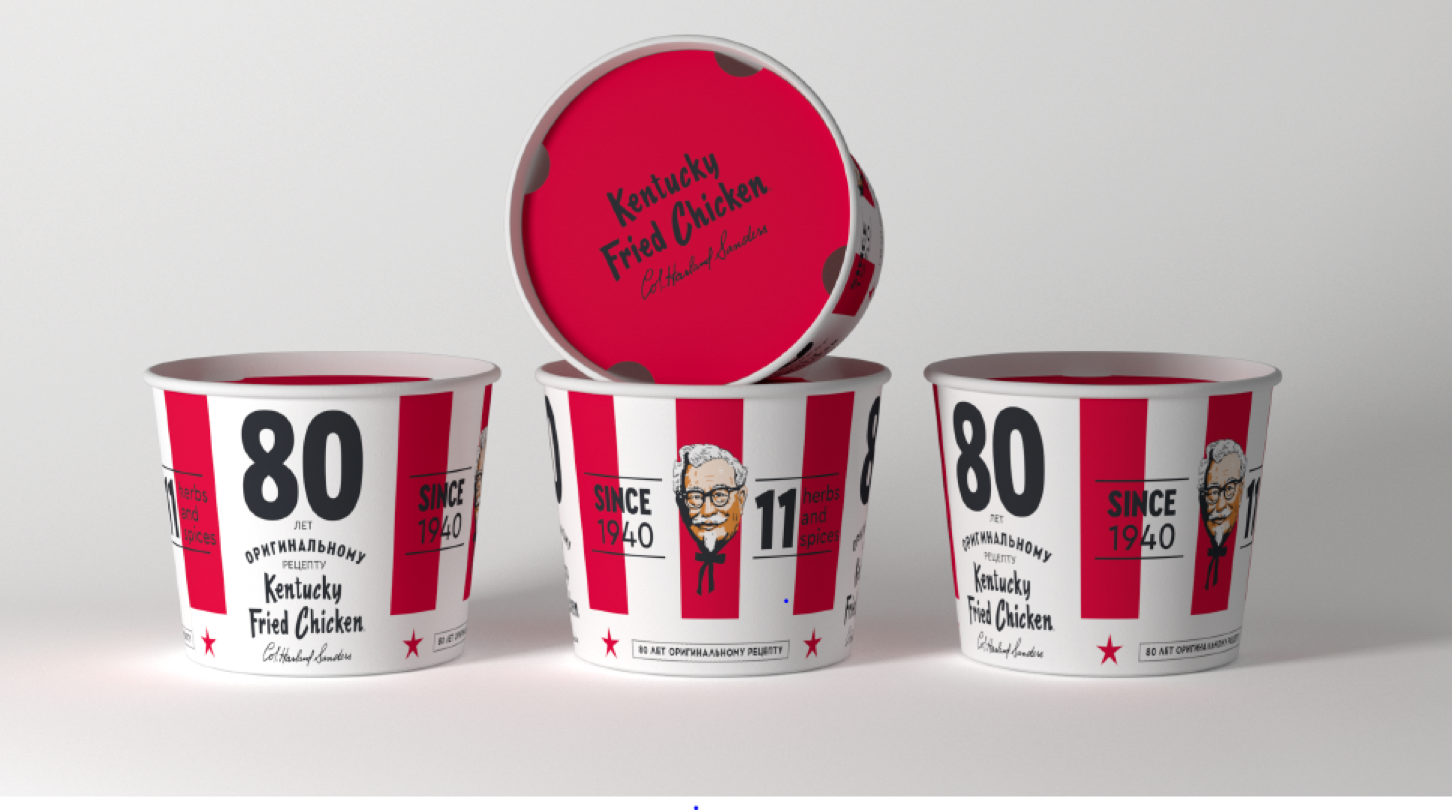 Kentucky
Fried Chicken
Col. Harland Sanders
11
herbs
and
spices
80
ЛЕТ
ОРИГИНАЛЬНОМУ
РЕЦЕПТУ
Kentucky
Fried Chicken
Col. Harland Sanders
SINCE
1940
SINCE
1940
11
herbs
and
spices
80 ЛЕТ ОРИГИНАЛЬНОМУ РЕЦЕПТУ
80
ЛЕТ
ОРИГИНАЛЬНОМУ
РЕЦЕПТУ
Kentucky
Fried Chicken
Col. Harland Sanders
SINCE
1940
11
80 ЛЕТ ОРИГИНАЛЬНОМУ